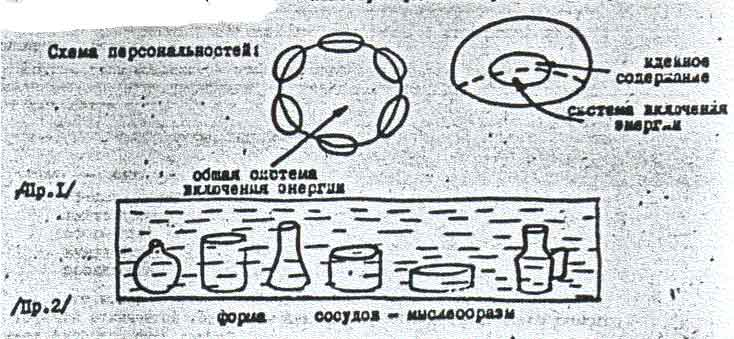 Схема персональностей:
идейное
содержание
система включения
энергии
общая система
включения энергии
/Пр.1/
/Пр.2/
форма сосудов - мыслеобразы